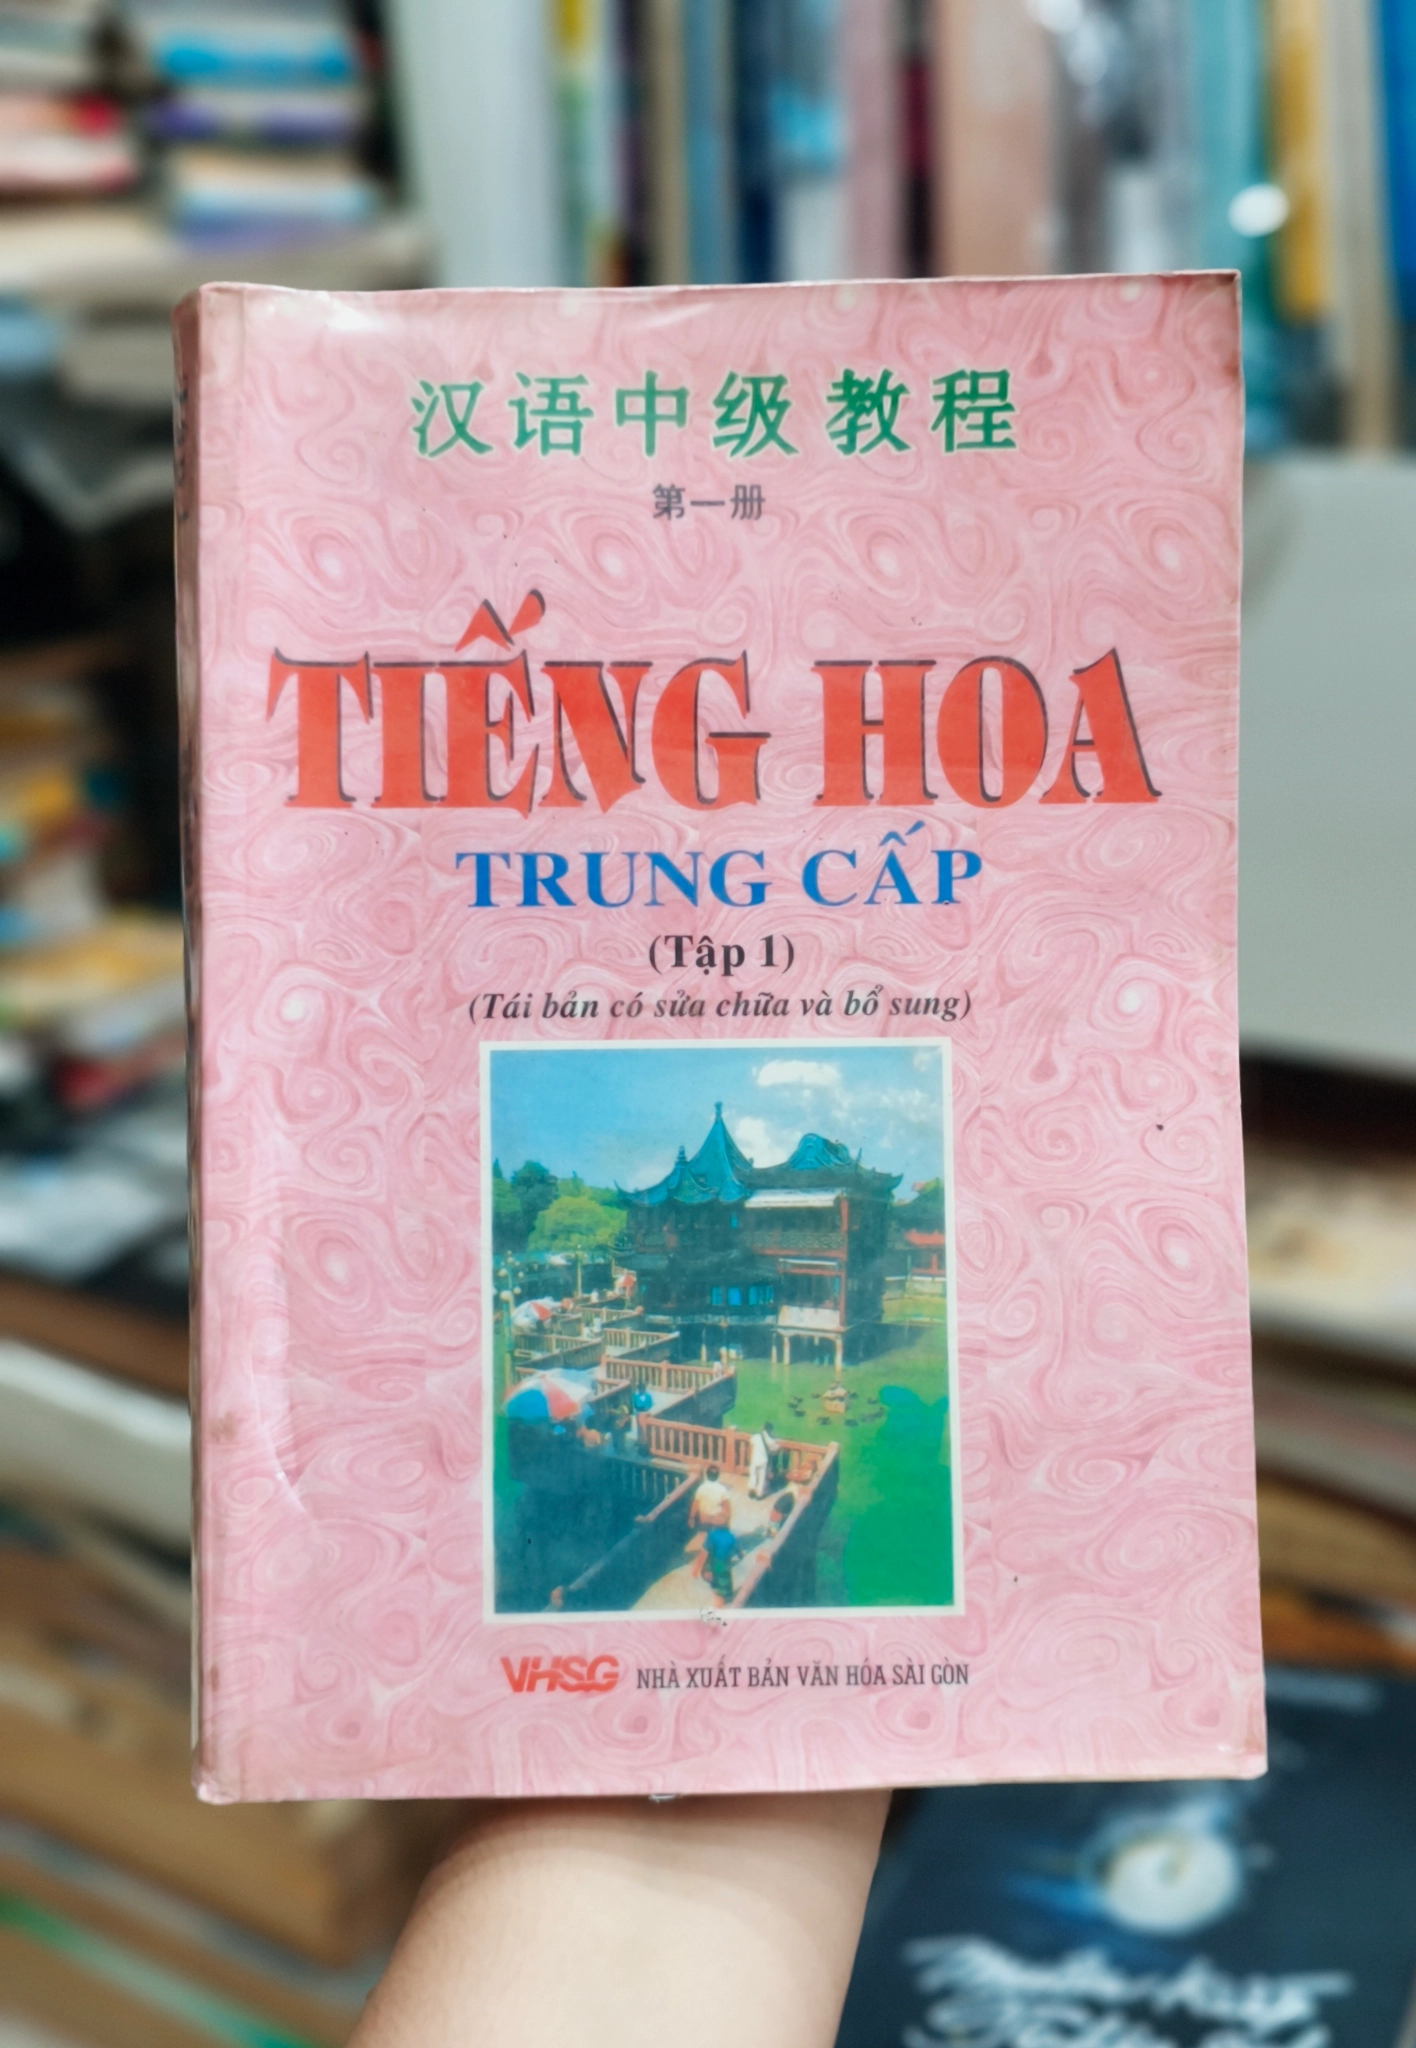 汉语中级教程
第一册
TIẾNG HOA
TRUNG CẤP
(Tập 1)
(Tái bản có sửa chữa và bổ sung)
VHSG NHÀ XUẤT BẢN VĂN HÓA SÀI GÒN